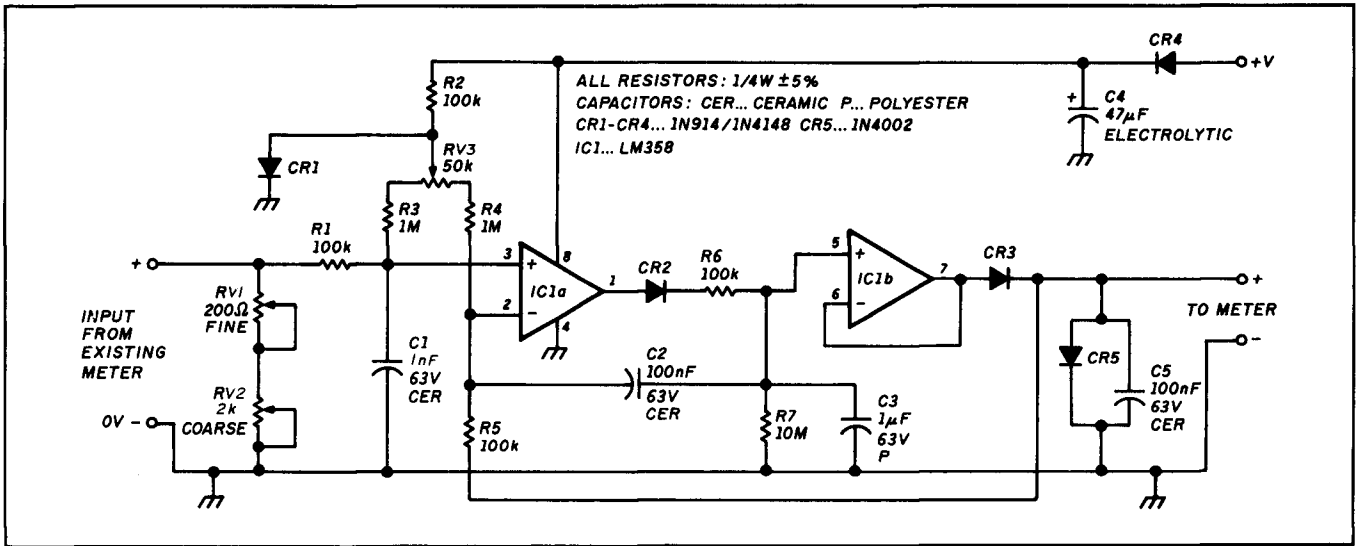 CR4
+V
R2
100k
ALL RESISTORS: 1/4W ±5%
CAPACITORS: CER... CERAMIC P... POLYESTER
CR1-CR4... 1N914/1N4148 CR5... 1N4002
IC1... LM358
+
C4
47µF
ELECTROLYTIC
CR1
RV3
50k
R3
1M
R4
1M
R1
100k
+
3
+
8
IC1a
1
2
-
4
CR2
R6
100k
5
+
IC1b
7
6
-
CR3
+
TO METER
-
INPUT
FROM
EXISTING
METER
RV1
200Ω
FINE
RV2
2k
COARSE
0V -
C1
1nF
63V
CER
C2
100nF
63V
CER
R5
100k
R7
10M
C3
1µF
63V
P
CR5
C5
100nF
63V
CER